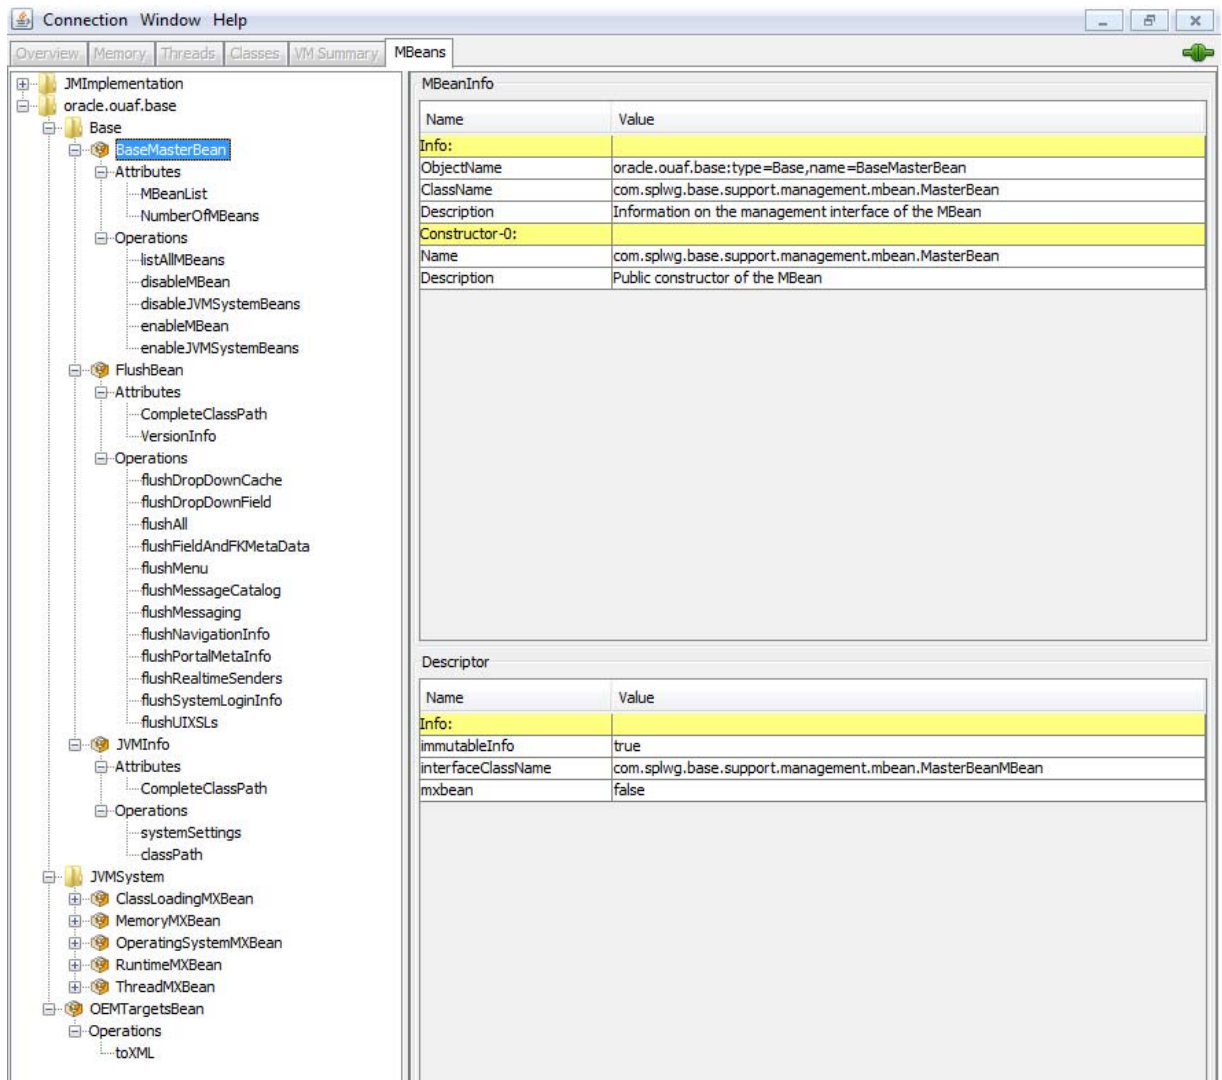 Connection Window Help
Overview Memory Threads Classes VM Summary MBeans
JMImplementation
oracle.ouaf.base
Base
BaseMasterBean
Attributes
MBeanList
NumberOfMBeans
Operations
listAllMBeans
disableMBean
disableJVMSystemBeans
enableMBean
enableJVMSystemBeans
FlushBean
Attributes
CompleteClassPath
VersionInfo
Operations
flushDropDownCache
flushDropDownField
flushAll
flushFieldAndFKMetaData
flushMenu
flushMessageCatalog
flushMessaging
flushNavigationInfo
flushPortalMetaInfo
flushRealtimeSenders
flushSystemLoginInfo
flushUIXSLs
JVMInfo
Attributes
CompleteClassPath
Operations
systemSettings
classPath
JVMSystem
ClassLoadingMXBean
MemoryMXBean
OperatingSystemMXBean
RuntimeMXBean
ThreadMXBean
OEMTargetsBean
Operations
toXML
MBeanInfo
Name Value
Info:
ObjectName oracle.ouaf.base:type=Base,name=BaseMasterBean
ClassName com.splwg.base.support.management.mbean.MasterBean
Description Information on the management interface of the MBean
Constructor-0:
Name com.splwg.base.support.management.mbean.MasterBean
Description Public constructor of the MBean
Descriptor
Name Value
Info:
immutableInfo true
interfaceClassName com.splwg.base.support.management.mbean.MasterBeanMBean
mxbean false